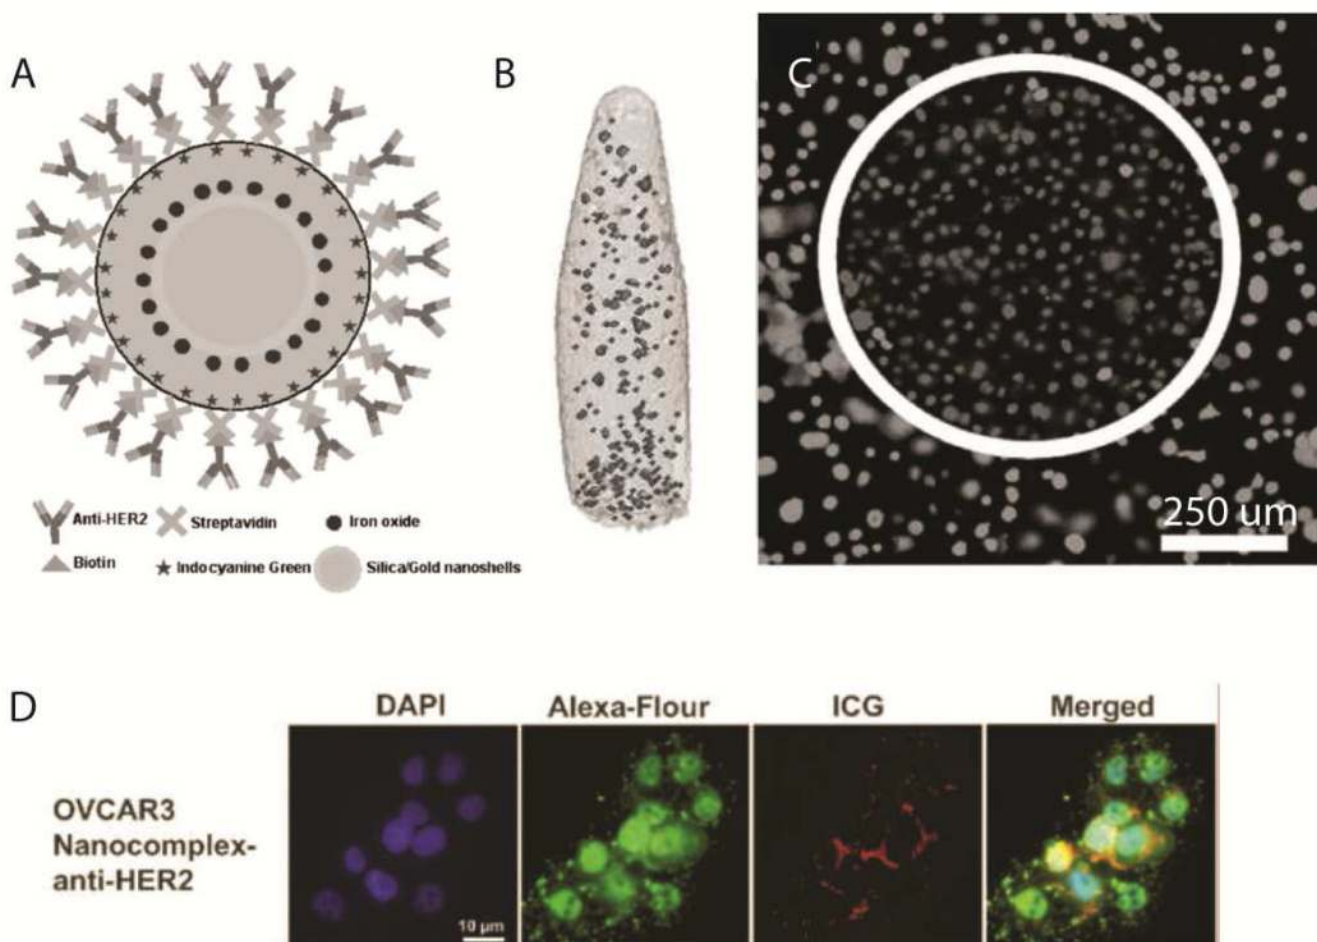 A
B
C
Anti-HER2
Streptavidin
Iron oxide
Biotin
Indocyanine Green
Silica/Gold nanoshells
250 um
D
DAPI
Alexa-Flour
ICG
Merged
OVCAR3
Nanocomplex-
anti-HER2
10 µm